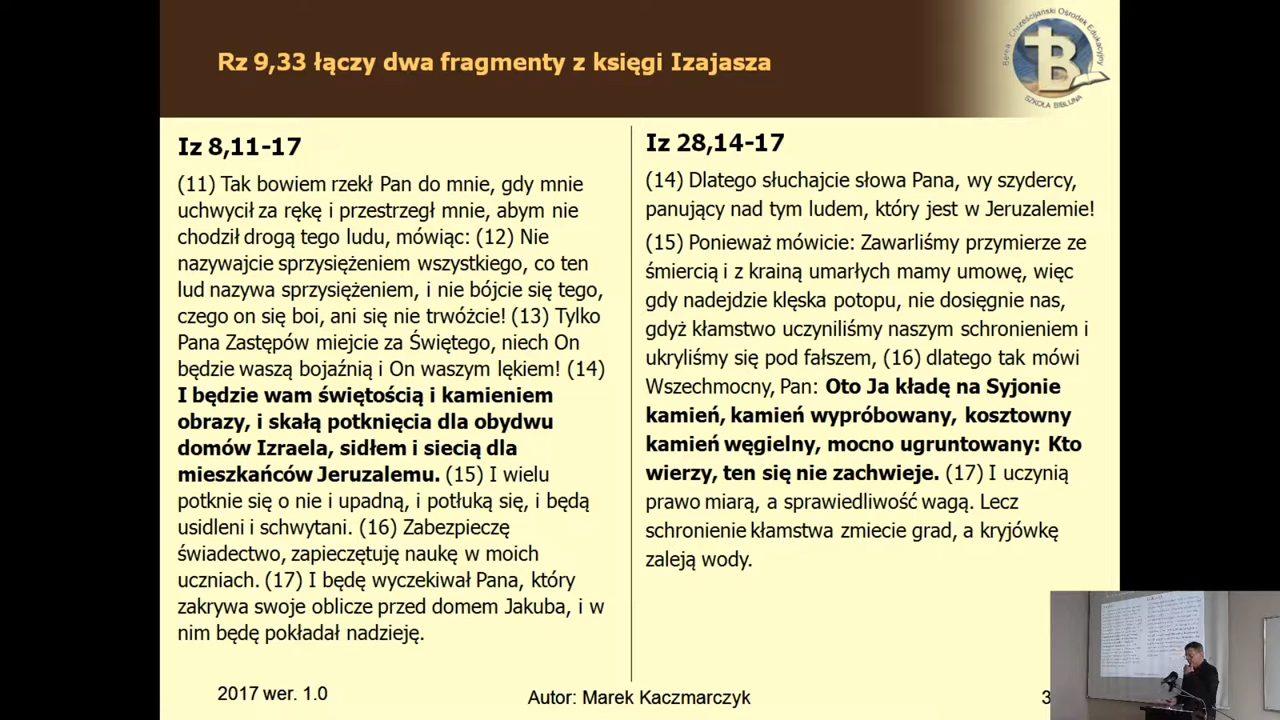 Rz 9,33 łączy dwa fragmenty z księgi Izajasza
Berea - Chrześcijański Ośrodek Edukacyjny
B
SZKOŁA BIBLIJNA
Iz 8,11-17
(11) Tak bowiem rzekł Pan do mnie, gdy mnie
uchwycił za rękę i przestrzegł mnie, abym nie
chodził drogą tego ludu, mówiąc: (12) Nie
nazywajcie sprzysiężeniem wszystkiego, co ten
lud nazywa sprzysiężeniem, i nie bójcie się tego,
czego on się boi, ani się nie trwóżcie! (13) Tylko
Pana Zastępów miejcie za Świętego, niech On
będzie waszą bojaźnią i On waszym lękiem! (14)
I będzie wam świętością i kamieniem
obrazy, i skałą potknięcia dla obydwu
domów Izraela, sidłem i siecią dla
mieszkańców Jeruzalemu. (15) I wielu
potknie się o nie i upadną, i potłuką się, i będą
usidleni i schwytani. (16) Zabezpieczę
świadectwo, zapieczętuję naukę w moich
uczniach. (17) I będę wyczekiwał Pana, który
zakrywa swoje oblicze przed domem Jakuba, i w
nim będę pokładał nadzieję.
Iz 28,14-17
(14) Dlatego słuchajcie słowa Pana, wy szydercy,
panujący nad tym ludem, który jest w Jeruzalemie!
(15) Ponieważ mówicie: Zawarliśmy przymierze ze
śmiercią i z krainą umarłych mamy umowę, więc
gdy nadejdzie klęska potopu, nie dosięgnie nas,
gdyż kłamstwo uczyniliśmy naszym schronieniem i
ukryliśmy się pod fałszem, (16) dlatego tak mówi
Wszechmocny, Pan: Oto Ja kładę na Syjonie
kamień, kamień wypróbowany, kosztowny
kamień węgielny, mocno ugruntowany: Kto
wierzy, ten się nie zachwieje. (17) I uczynią
prawo miarą, a sprawiedliwość wagą. Lecz
schronienie kłamstwa zmiecie grad, a kryjówkę
zaleją wody.
2017 wer. 1.0
Autor: Marek Kaczmarczyk
3